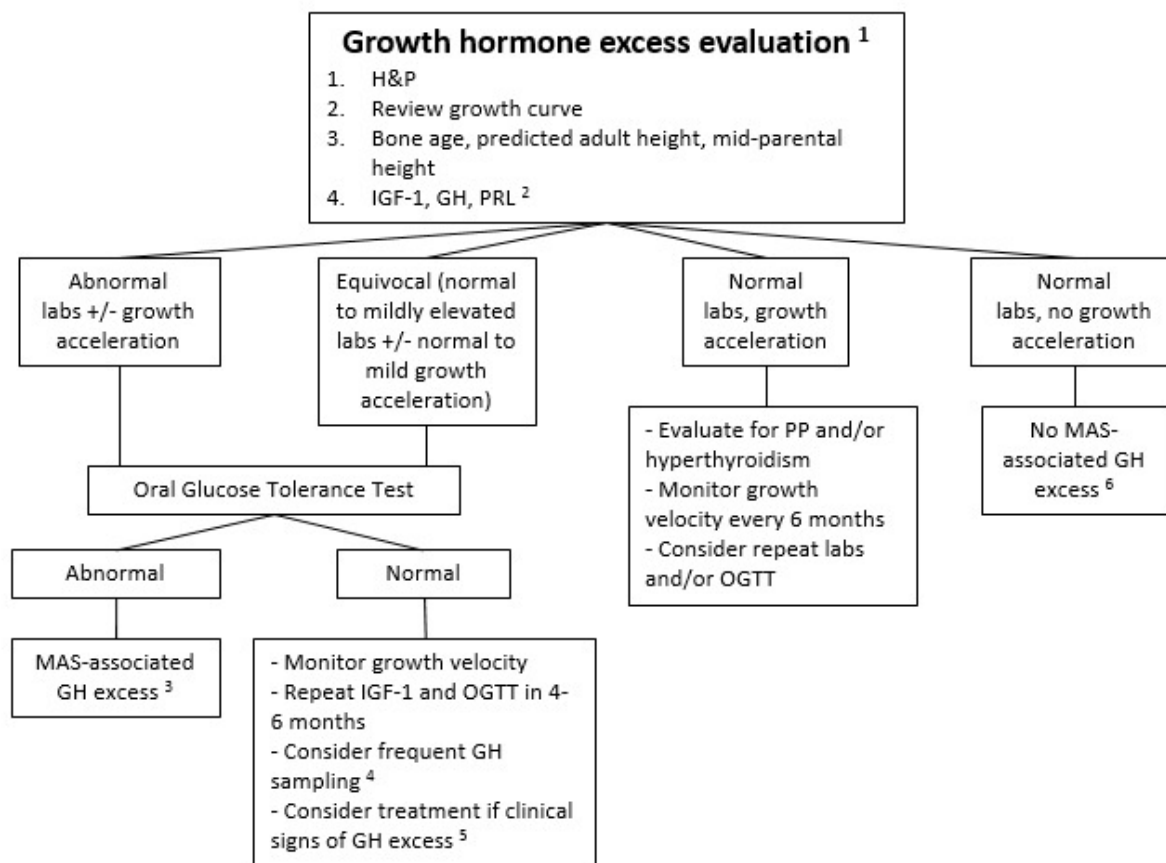 Growth hormone excess evaluation 1
1. H&P
2. Review growth curve
3. Bone age, predicted adult height, mid-parental
height
4. IGF-1, GH, PRL 2
Abnormal
labs +/- growth
acceleration
Equivocal (normal
to mildly elevated
labs +/- normal to
mild growth
acceleration)
Normal
labs, growth
acceleration
Normal
labs, no growth
acceleration
- Evaluate for PP and/or
hyperthyroidism
- Monitor growth
velocity every 6 months
- Consider repeat labs
and/or OGTT
No MAS-
associated GH
excess 6
Oral Glucose Tolerance Test
Abnormal
Normal
MAS-associated
GH excess 3
- Monitor growth velocity
- Repeat IGF-1 and OGTT in 4-
6 months
- Consider frequent GH
sampling 4
- Consider treatment if clinical
signs of GH excess 5